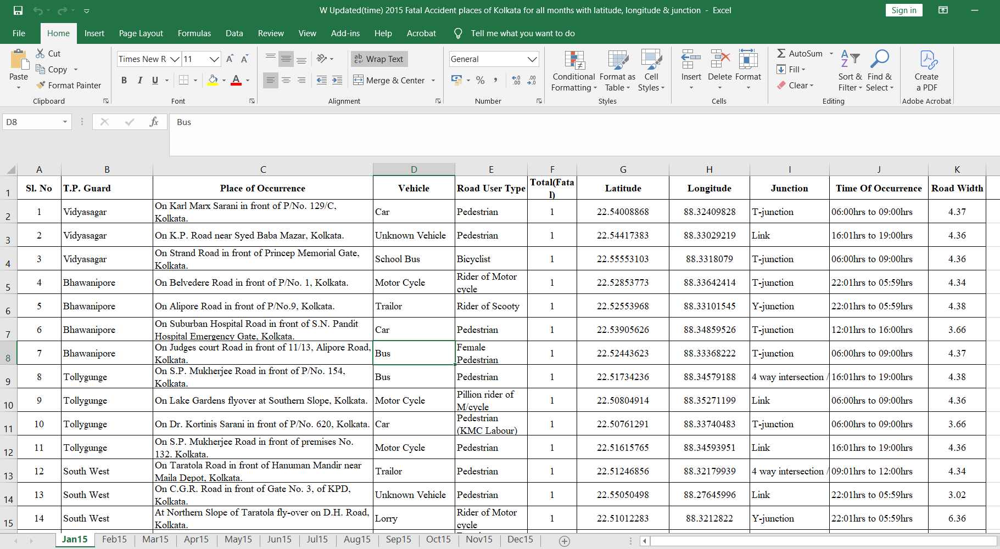 W Updated(time) 2015 Fatal Accident places of Kolkata for all months with latitude, longitude & junction - Excel
Sign in
File Home Insert Page Layout Formulas Data Review View Add-ins Help Acrobat Tell me what you want to do
Paste
Cut
Copy
Format Painter
Clipboard
Times New R 11
B I U A
Font
Wrap Text
Merge & Center
Alignment
General
Number
Conditional Formatting
Format as Table
Cell Styles
Styles
Insert Delete Format
Cells
AutoSum
Fill
Clear
Sort & Filter
Find & Select
Editing
Create a PDF
Adobe Acrobat
D8 fx Bus
A B C D E F G H I J K
1 Sl. No T.P. Guard Place of Occurrence Vehicle Road User Type Total(Fatal) Latitude Longitude Junction Time Of Occurrence Road Width
2 1 Vidyasagar On Karl Marx Sarani in front of P/No. 129/C, Kolkata. Car Pedestrian 1 22.54008868 88.32409828 T-junction 06:00hrs to 09:00hrs 4.37
3 2 Vidyasagar On K.P. Road near Syed Baba Mazar, Kolkata. Unknown Vehicle Pedestrian 1 22.54417383 88.33029219 Link 16:01hrs to 19:00hrs 4.36
4 3 Vidyasagar On Strand Road in front of Princep Memorial Gate, Kolkata. School Bus Bicyclist 1 22.55553103 88.3318079 T-junction 06:00hrs to 09:00hrs 4.36
5 4 Bhawanipore On Belvedere Road in front of P/No. 1, Kolkata. Motor Cycle Rider of Motor cycle 1 22.52853773 88.33642414 T-junction 22:01hrs to 05:59hrs 4.34
6 5 Bhawanipore On Alipore Road in front of P/No.9, Kolkata. Trailor Rider of Scooty 1 22.52553968 88.33101545 Y-junction 22:01hrs to 05:59hrs 4.38
7 6 Bhawanipore On Suburban Hospital Road in front of S.N. Pandit Hospital Emergency Gate, Kolkata. Car Pedestrian 1 22.53905626 88.34859526 T-junction 12:01hrs to 16:00hrs 3.66
8 7 Bhawanipore On Judges court Road in front of 11/13, Alipore Road, Kolkata. Bus Female Pedestrian 1 22.52443623 88.33368222 T-junction 06:00hrs to 09:00hrs 4.37
9 8 Tollygunge On S.P. Mukherjee Road in front of P/No. 154, Kolkata. Bus Pedestrian 1 22.51734236 88.34579188 4 way intersection / 16:01hrs to 19:00hrs 4.38
10 9 Tollygunge On Lake Gardens flyover at Southern Slope, Kolkata. Motor Cycle Pillion rider of M/cycle 1 22.50804914 88.35271199 Link 06:00hrs to 09:00hrs 4.36
11 10 Tollygunge On Dr. Kortinis Sarani in front of P/No. 620, Kolkata. Car Pedestrian (KMC Labour) 1 22.50761291 88.33740483 T-junction 06:00hrs to 09:00hrs 3.66
12 11 Tollygunge On S.P. Mukherjee Road in front of premises No. 132. Kolkata. Motor Cycle Pedestrian 1 22.51615765 88.34593951 Link 16:01hrs to 19:00hrs 4.36
13 12 South West On Taratola Road in front of Hanuman Mandir near Maila Depot, Kolkata. Trailor Pedestrian 1 22.51246856 88.32179939 4 way intersection / 09:01hrs to 12:00hrs 4.34
14 13 South West On C.G.R. Road in front of Gate No. 3, of KPD, Kolkata. Unknown Vehicle Pedestrian 1 22.55050498 88.27645996 Link 22:01hrs to 05:59hrs 3.02
15 14 South West At Northern Slope of Taratola fly-over on D.H. Road, Kolkata. Lorry Rider of Motor cycle 1 22.51012283 88.3212822 Y-junction 22:01hrs to 05:59hrs 6.36
Jan15 Feb15 Mar15 Apr15 May15 Jun15 Jul15 Aug15 Sep15 Oct15 Nov15 Dec15